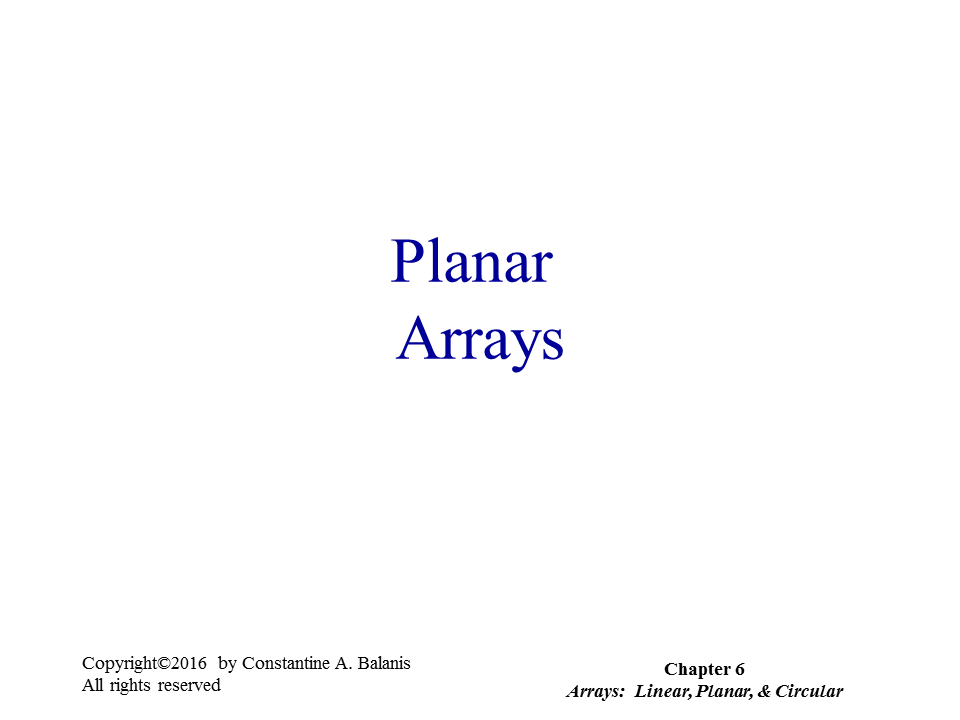 Planar
Arrays
Copyright©2016 by Constantine A. Balanis
All rights reserved
Chapter 6
Arrays: Linear, Planar, & Circular